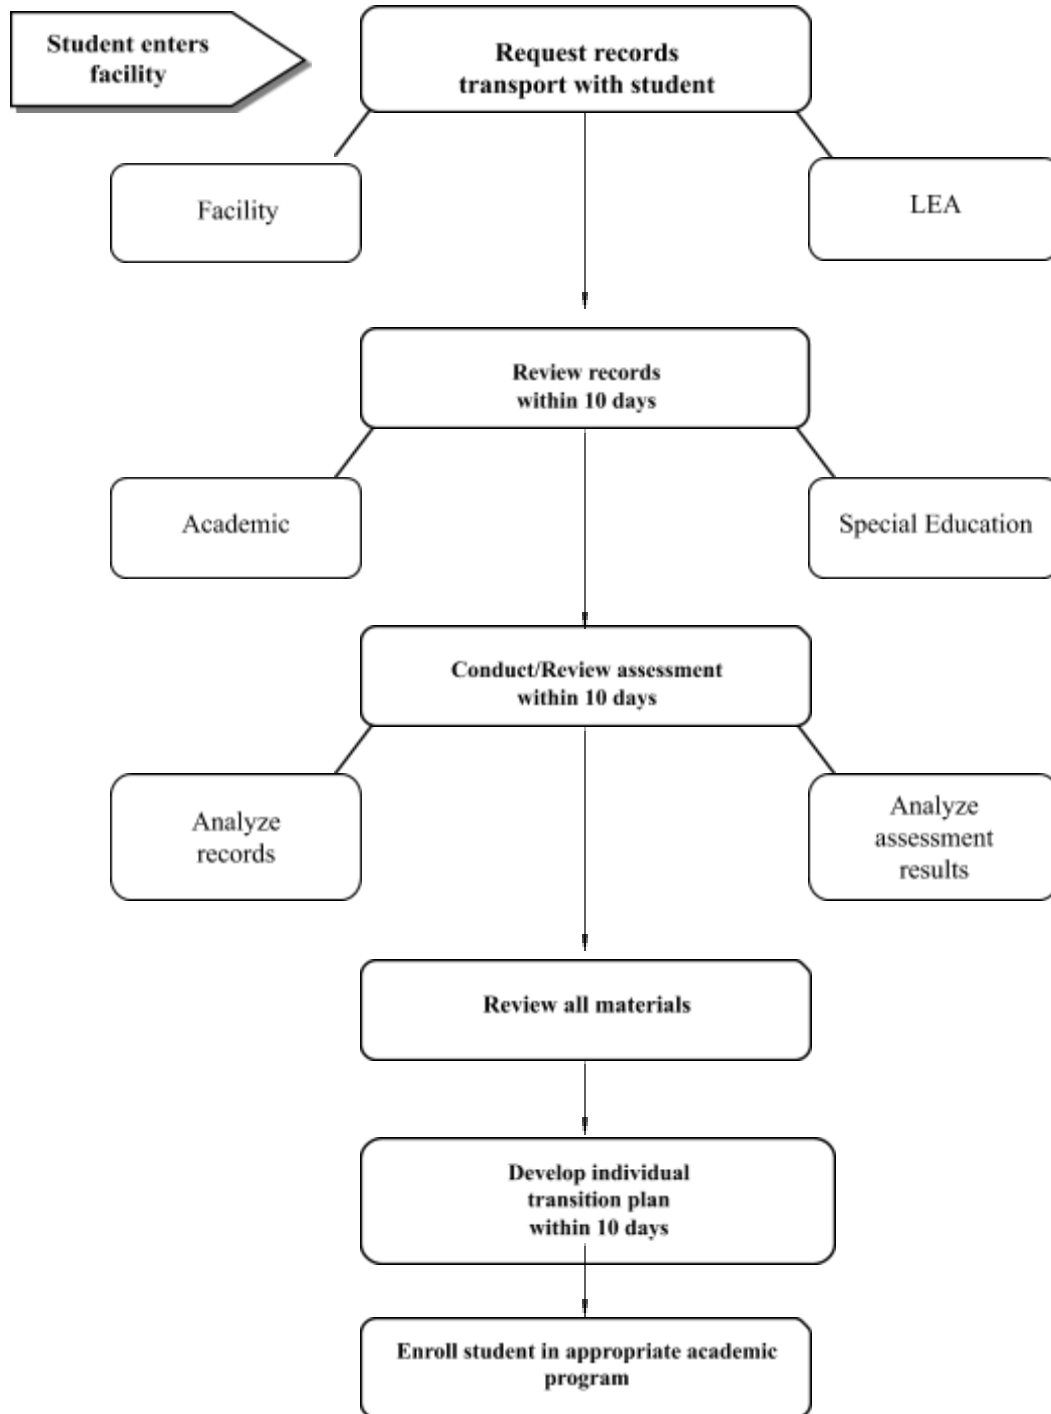 Student enters
facility
Request records
transport with student
Facility
LEA
Review records
within 10 days
Academic
Special Education
Conduct/Review assessment
within 10 days
Analyze
records
Analyze
assessment
results
Review all materials
Develop individual
transition plan
within 10 days
Enroll student in appropriate academic
program